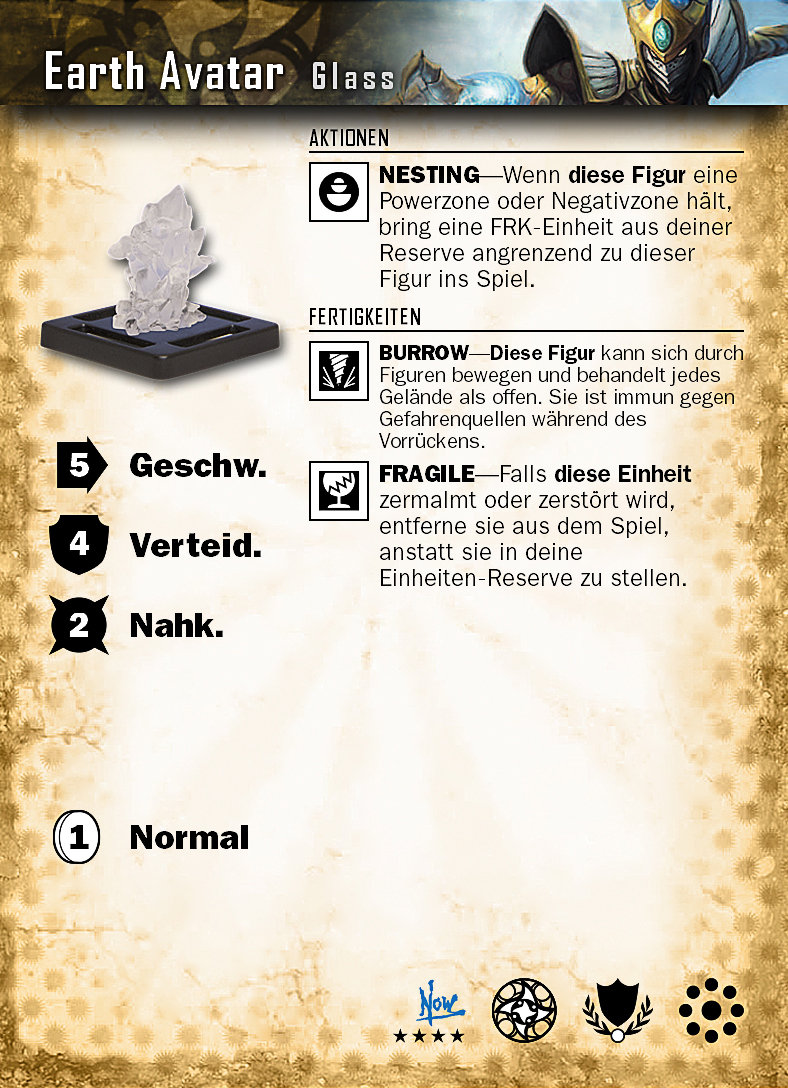 Earth Avatar Glass
AKTIONEN
NESTING—Wenn diese Figur eine
Powerzone oder Negativzone hält,
bring eine FRK-Einheit aus deiner
Reserve angrenzend zu dieser
Figur ins Spiel.
FERTIGKEITEN
BURROW—Diese Figur kann sich durch
Figuren bewegen und behandelt jedes
Gelände als offen. Sie ist immun gegen
Gefahrenquellen während des
Vorrückens.
FRAGILE—Falls diese Einheit
zermalmt oder zerstört wird,
entferne sie aus dem Spiel,
anstatt sie in deine
Einheiten-Reserve zu stellen.
5 Geschw.
4 Verteid.
2 Nahk.
1 Normal
Now